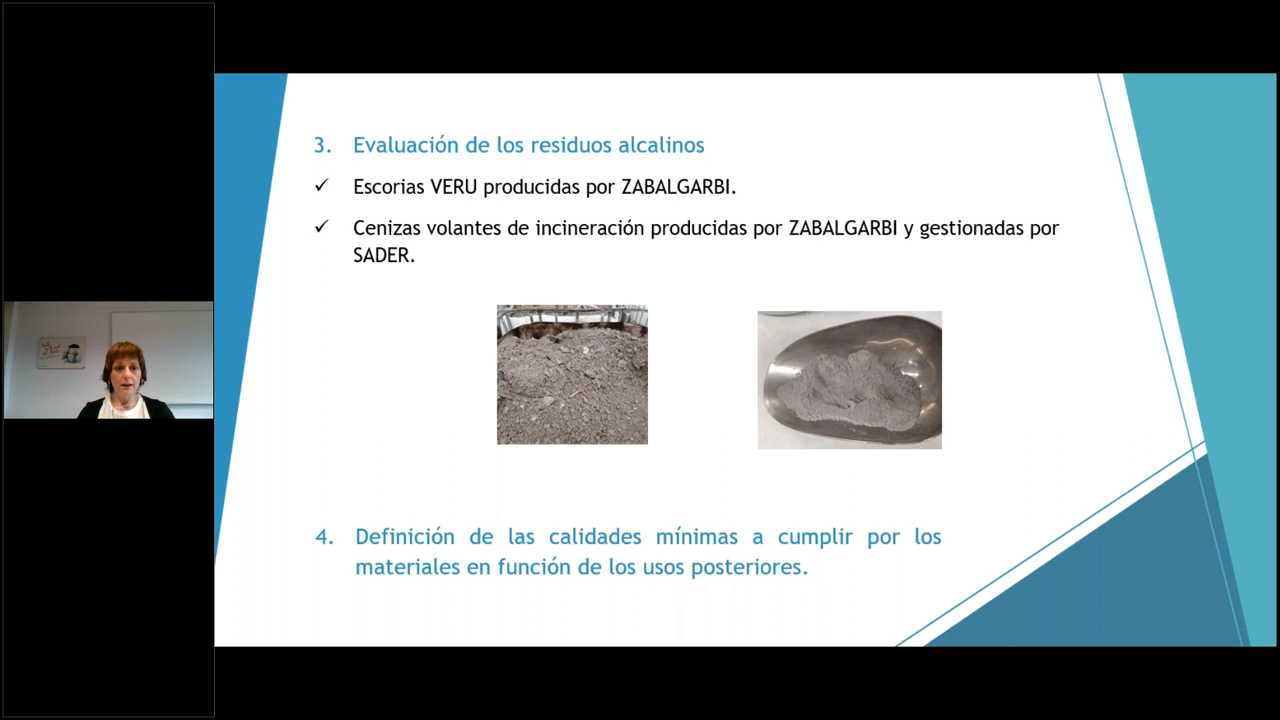 3. Evaluación de los residuos alcalinos
✓ Escorias VERU producidas por ZABALGARBI.
✓ Cenizas volantes de incineración producidas por ZABALGARBI y gestionadas por
SADER.
4. Definición de las calidades mínimas a cumplir por los
materiales en función de los usos posteriores.